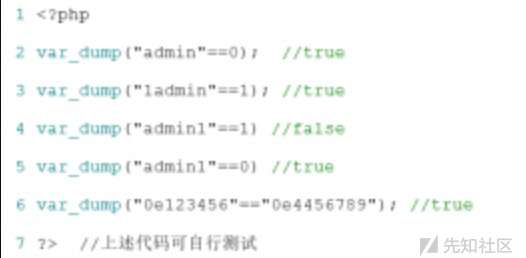 1 <?php
2 var_dump("admin"==0);  //true
3 var_dump("1admin"==1); //true
4 var_dump("admin1"==1) //false
5 var_dump("admin1"==0) //true
6 var_dump("0e123456"=="0e4456789"); //true
7 ?>  //上述代码可自行测试
先知社区